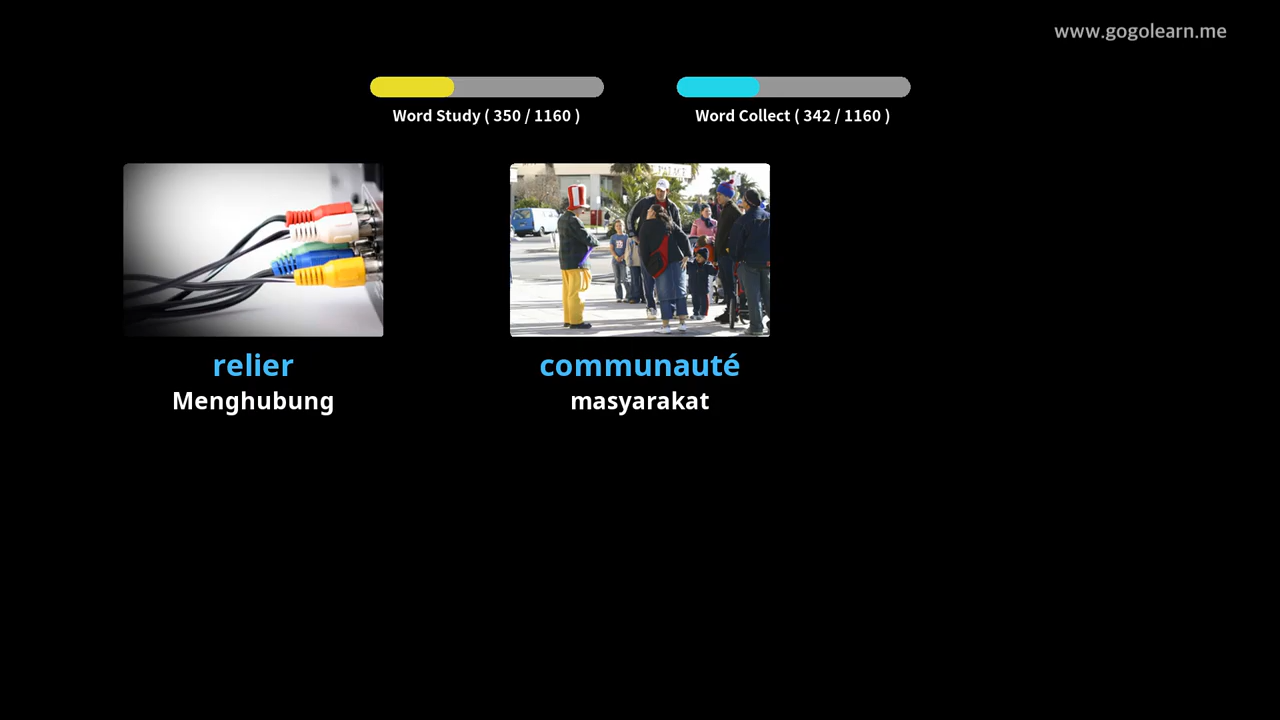 www.gogolearn.me
Word Study ( 350 / 1160 )
Word Collect ( 342 / 1160 )
relier
Menghubung
communauté
masyarakat